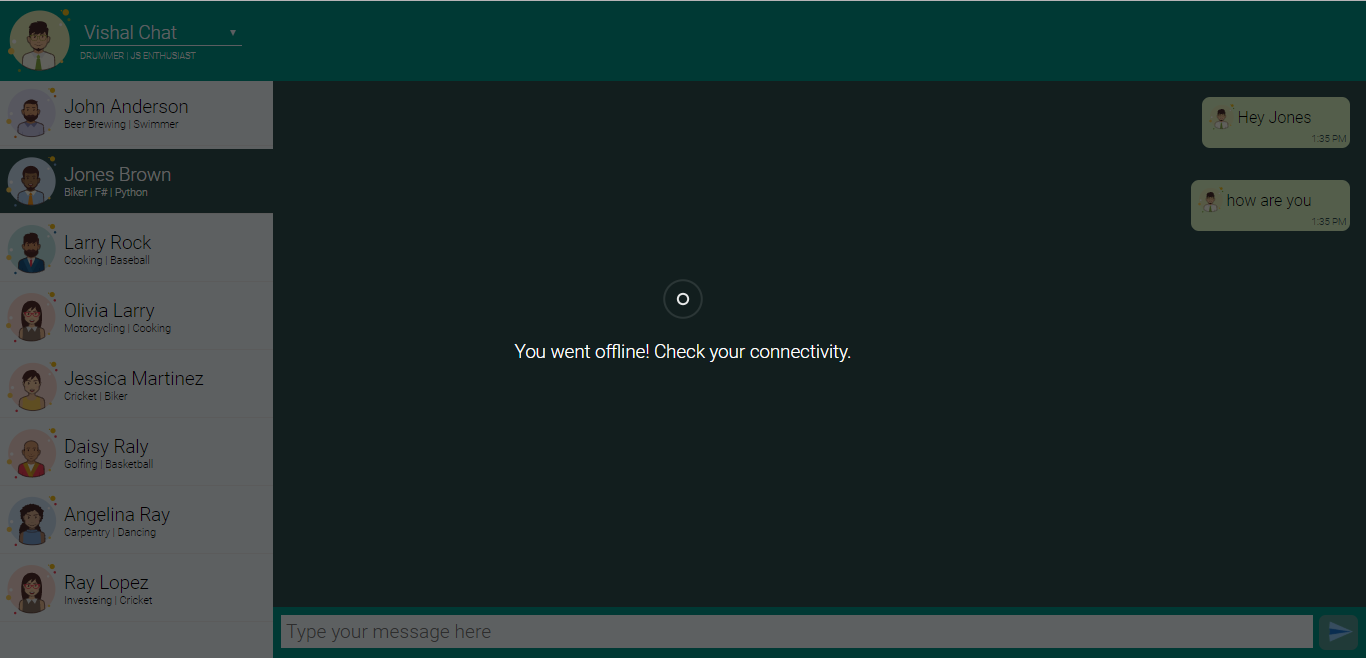 Vishal Chat
DRUMMER | JS ENTHUSIAST
John Anderson
Beer Brewing | Swimmer
Jones Brown
Biker | F# | Python
Larry Rock
Cooking | Baseball
Olivia Larry
Motorcycling | Cooking
Jessica Martinez
Cricket | Biker
Daisy Raly
Golfing | Basketball
Angelina Ray
Carpentry | Dancing
Ray Lopez
Investeing | Cricket
Hey Jones
1:35 PM
how are you
1:35 PM
You went offline! Check your connectivity.
Type your message here